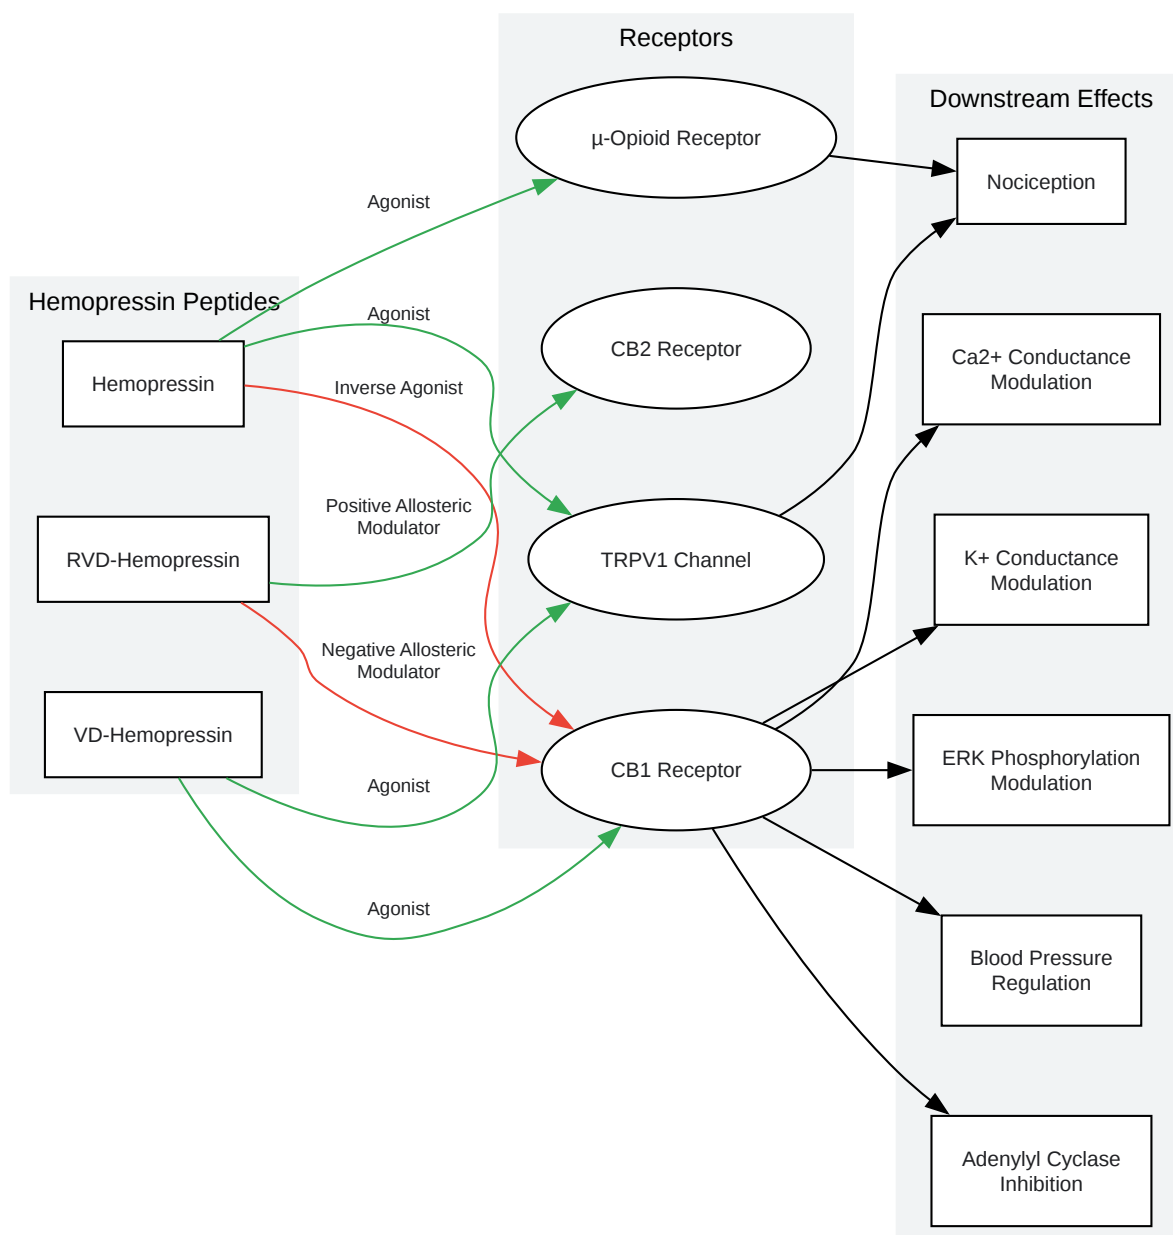 Receptors
µ-Opioid Receptor
CB2 Receptor
TRPV1 Channel
CB1 Receptor
Hemopressin Peptides
Hemopressin
RVD-Hemopressin
VD-Hemopressin
Agonist
Agonist
Inverse Agonist
Positive Allosteric
Modulator
Negative Allosteric
Modulator
Agonist
Agonist
Downstream Effects
Nociception
Ca2+ Conductance
Modulation
K+ Conductance
Modulation
ERK Phosphorylation
Modulation
Blood Pressure
Regulation
Adenylyl Cyclase
Inhibition